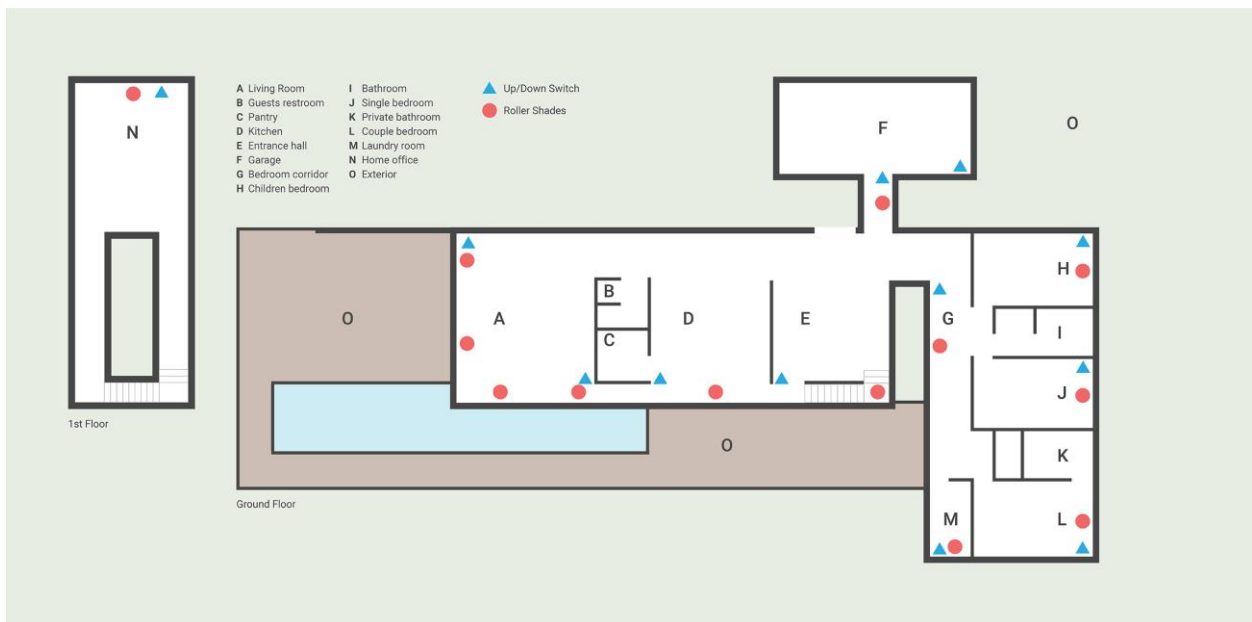 N
1st Floor
A Living Room
B Guests restroom
C Pantry
D Kitchen
E Entrance hall
F Garage
G Bedroom corridor
H Children bedroom
I Bathroom
J Single bedroom
K Private bathroom
L Couple bedroom
M Laundry room
N Home office
O Exterior
Up/Down Switch
Roller Shades
F
O
H
B
O
A
D
E
G
I
C
J
O
K
M
L
Ground Floor